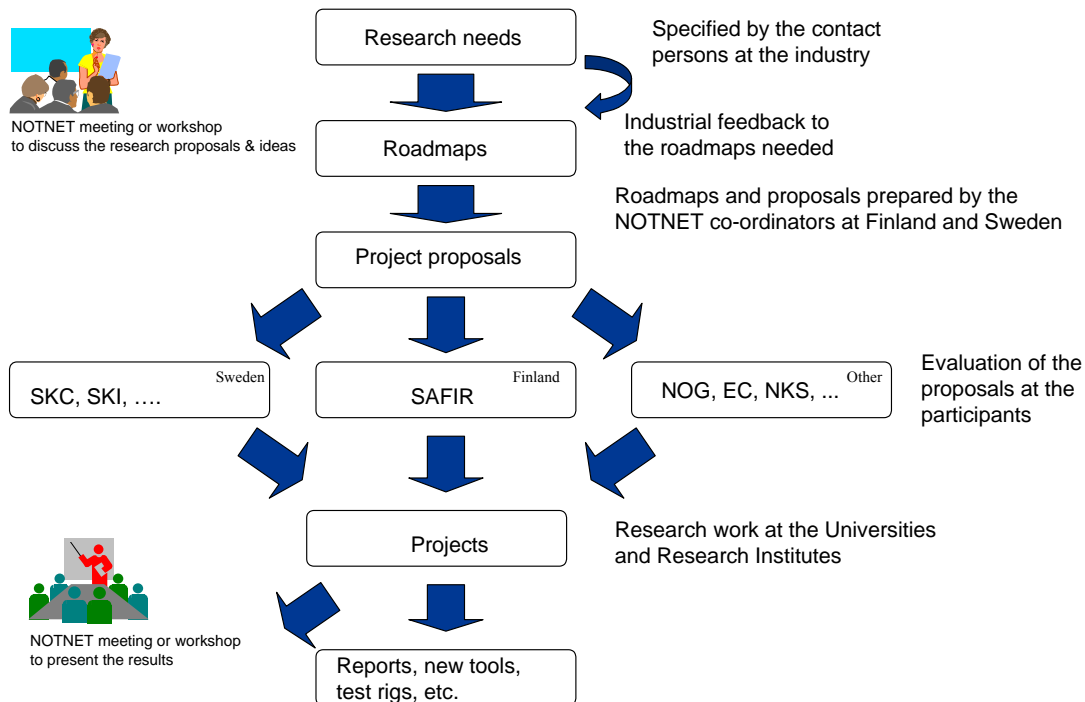 Research needs
Specified by the contact
persons at the industry
NOTNET meeting or workshop
to discuss the research proposals & ideas
Industrial feedback to
the roadmaps needed
Roadmaps
Roadmaps and proposals prepared by the
NOTNET co-ordinators at Finland and Sweden
Project proposals
Sweden
SKC, SKI, ….
Finland
SAFIR
Other
NOG, EC, NKS, ...
Evaluation of the
proposals at the
participants
Projects
Research work at the Universities
and Research Institutes
NOTNET meeting or workshop
to present the results
Reports, new tools,
test rigs, etc.